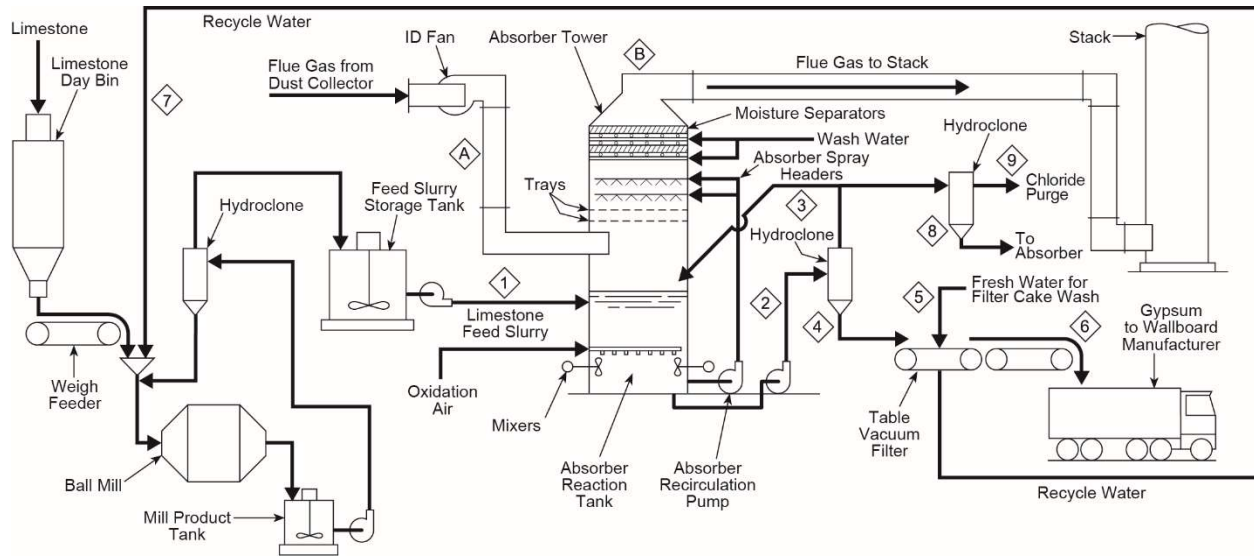 Recycle Water
Limestone
Limestone
Day Bin
7
ID Fan
Flue Gas from
Dust Collector
A
Absorber Tower
B
Flue Gas to Stack
Stack
Moisture Separators
Wash Water
Absorber Spray
Headers
Hydroclone
9
Chloride
Purge
8
To
Absorber
Trays
3
Hydroclone
Hydroclone
Feed Slurry
Storage Tank
1
Limestone
Feed Slurry
2
4
5
Fresh Water for
Filter Cake Wash
6
Gypsum
to Wallboard
Manufacturer
Weigh
Feeder
Oxidation
Air
Mixers
Table
Vacuum
Filter
Ball Mill
Mill Product
Tank
Absorber
Reaction
Tank
Absorber
Recirculation
Pump
Recycle Water